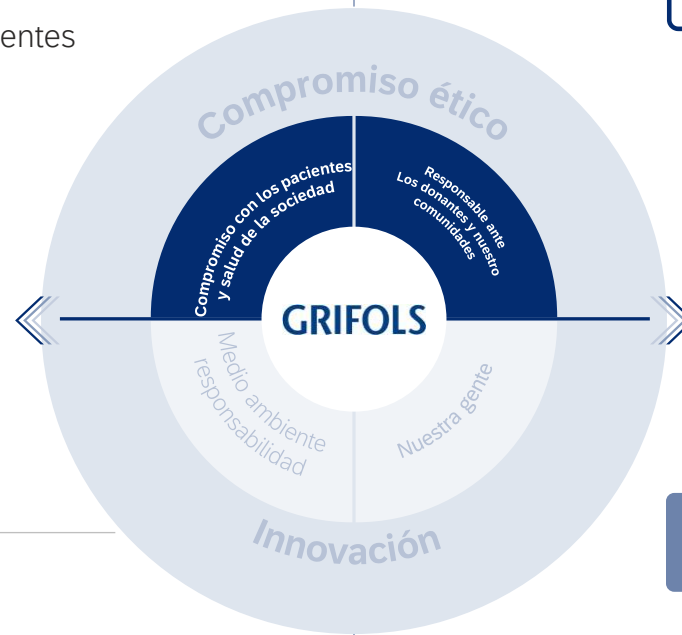 entes
Compromiso ético
Compromiso con los pacientes
y salud de la sociedad
Responsable ante
Los donantes y nuestro
comunidades
GRIFOLS
Medio ambiente
responsabilidad
Nuestra gente
Innovación